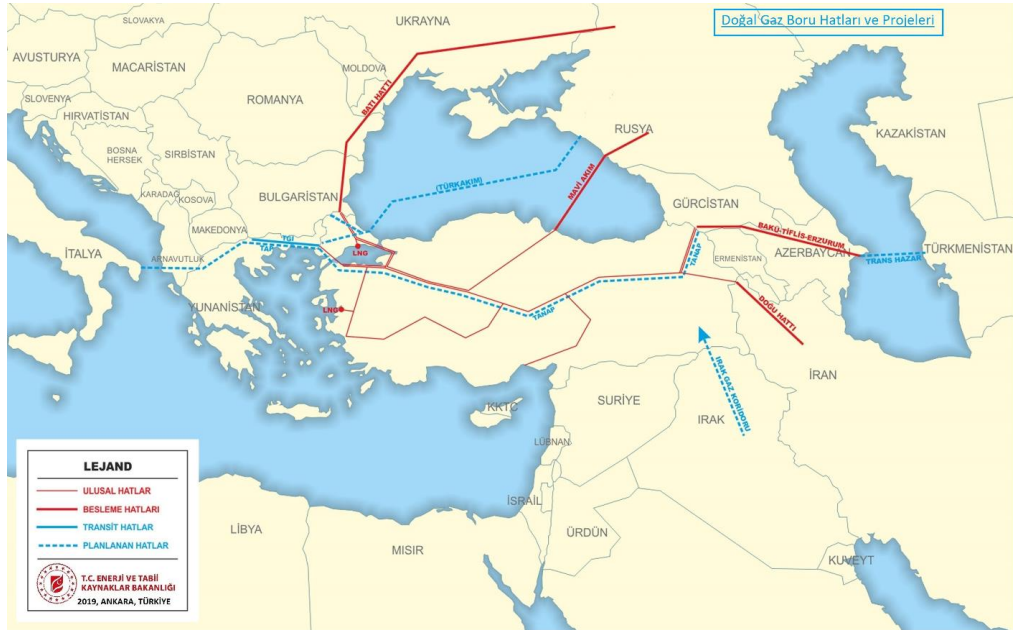 Doğal Gaz Boru Hatları ve Projeleri
SLOVAKYA
UKRAYNA
AVUSTURYA
MACARİSTAN
MOLDOVA
SLOVENYA
HIRVATİSTAN
ROMANYA
BATI HATTI
RUSYA
KAZAKİSTAN
BOSNA
HERSEK
SIRBİSTAN
(TÜRKAKIM)
MAVİ AKIM
KARADAĞ
KOSOVA
BULGARİSTAN
GÜRCİSTAN
MAKEDONYA
BAKÜ-TİFLİS-ERZURUM
İTALYA
ARNAVUTLUK
TGİ
TAP
LNG
TANAP
ERMENİSTAN
AZERBAYCAN
TRANS HAZAR
TÜRKMENİSTAN
YUNANİSTAN
LNG
TANAP
DOĞU HATTI
IRAK GAZ KORİDORU
İRAN
KKTC
SURİYE
IRAK
LÜBNAN
İSRAİL
ÜRDÜN
LİBYA
MISIR
KUVEYT
LEJAND
ULUSAL HATLAR
BESLEME HATLARI
TRANSİT HATLAR
PLANLANAN HATLAR
T.C. ENERJİ VE TABİİ
KAYNAKLAR BAKANLIĞI
2019, ANKARA, TÜRKİYE